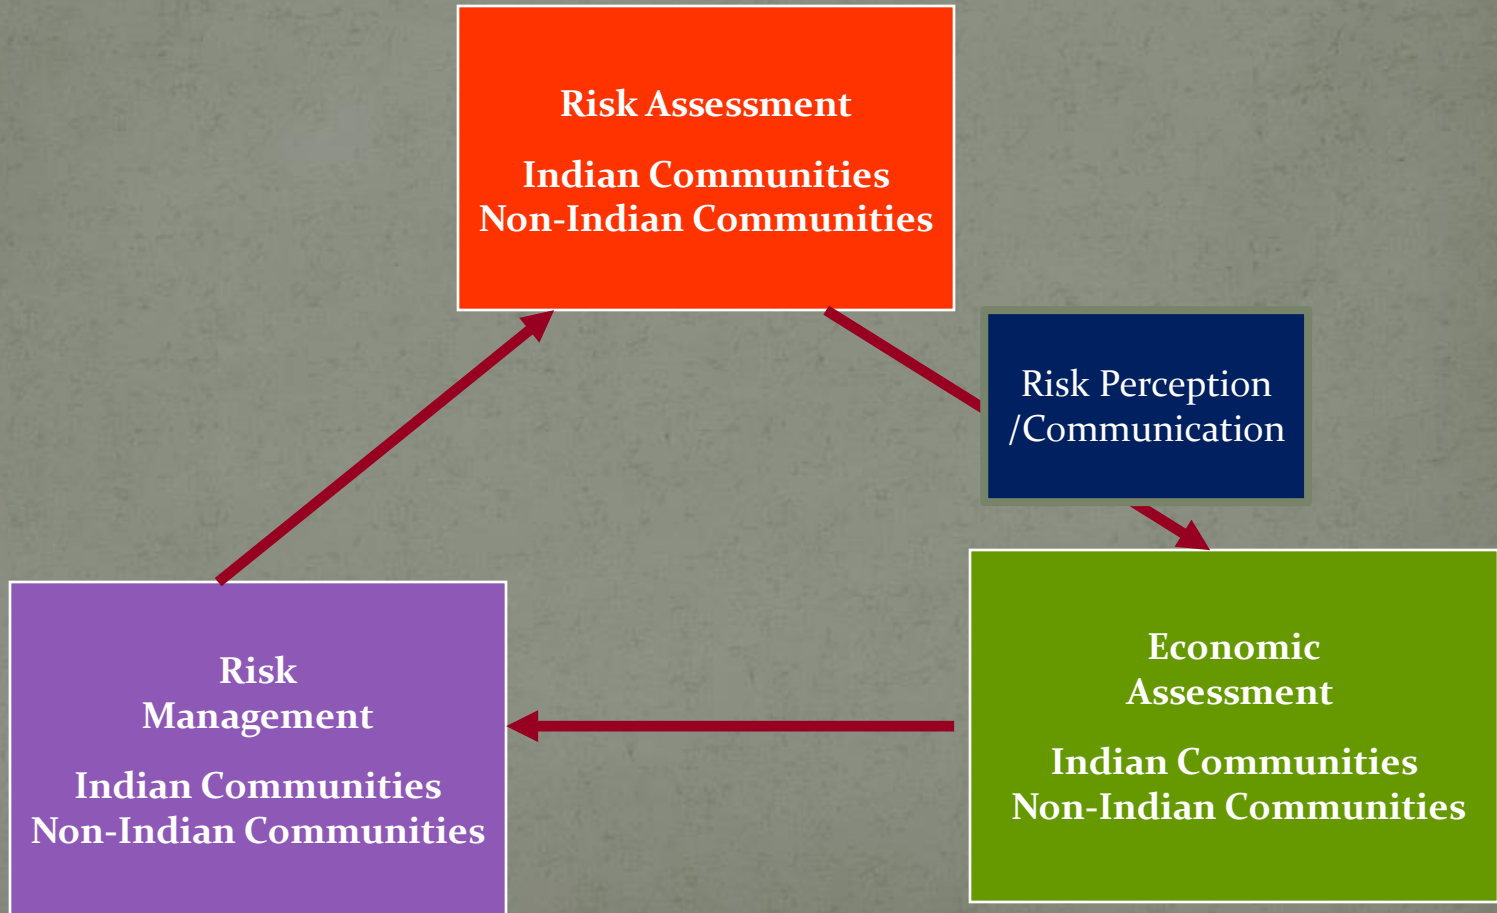 Risk Assessment
Indian Communities
Non-Indian Communities
Risk Perception
/Communication
Economic
Assessment
Indian Communities
Non-Indian Communities
Risk
Management
Indian Communities
Non-Indian Communities